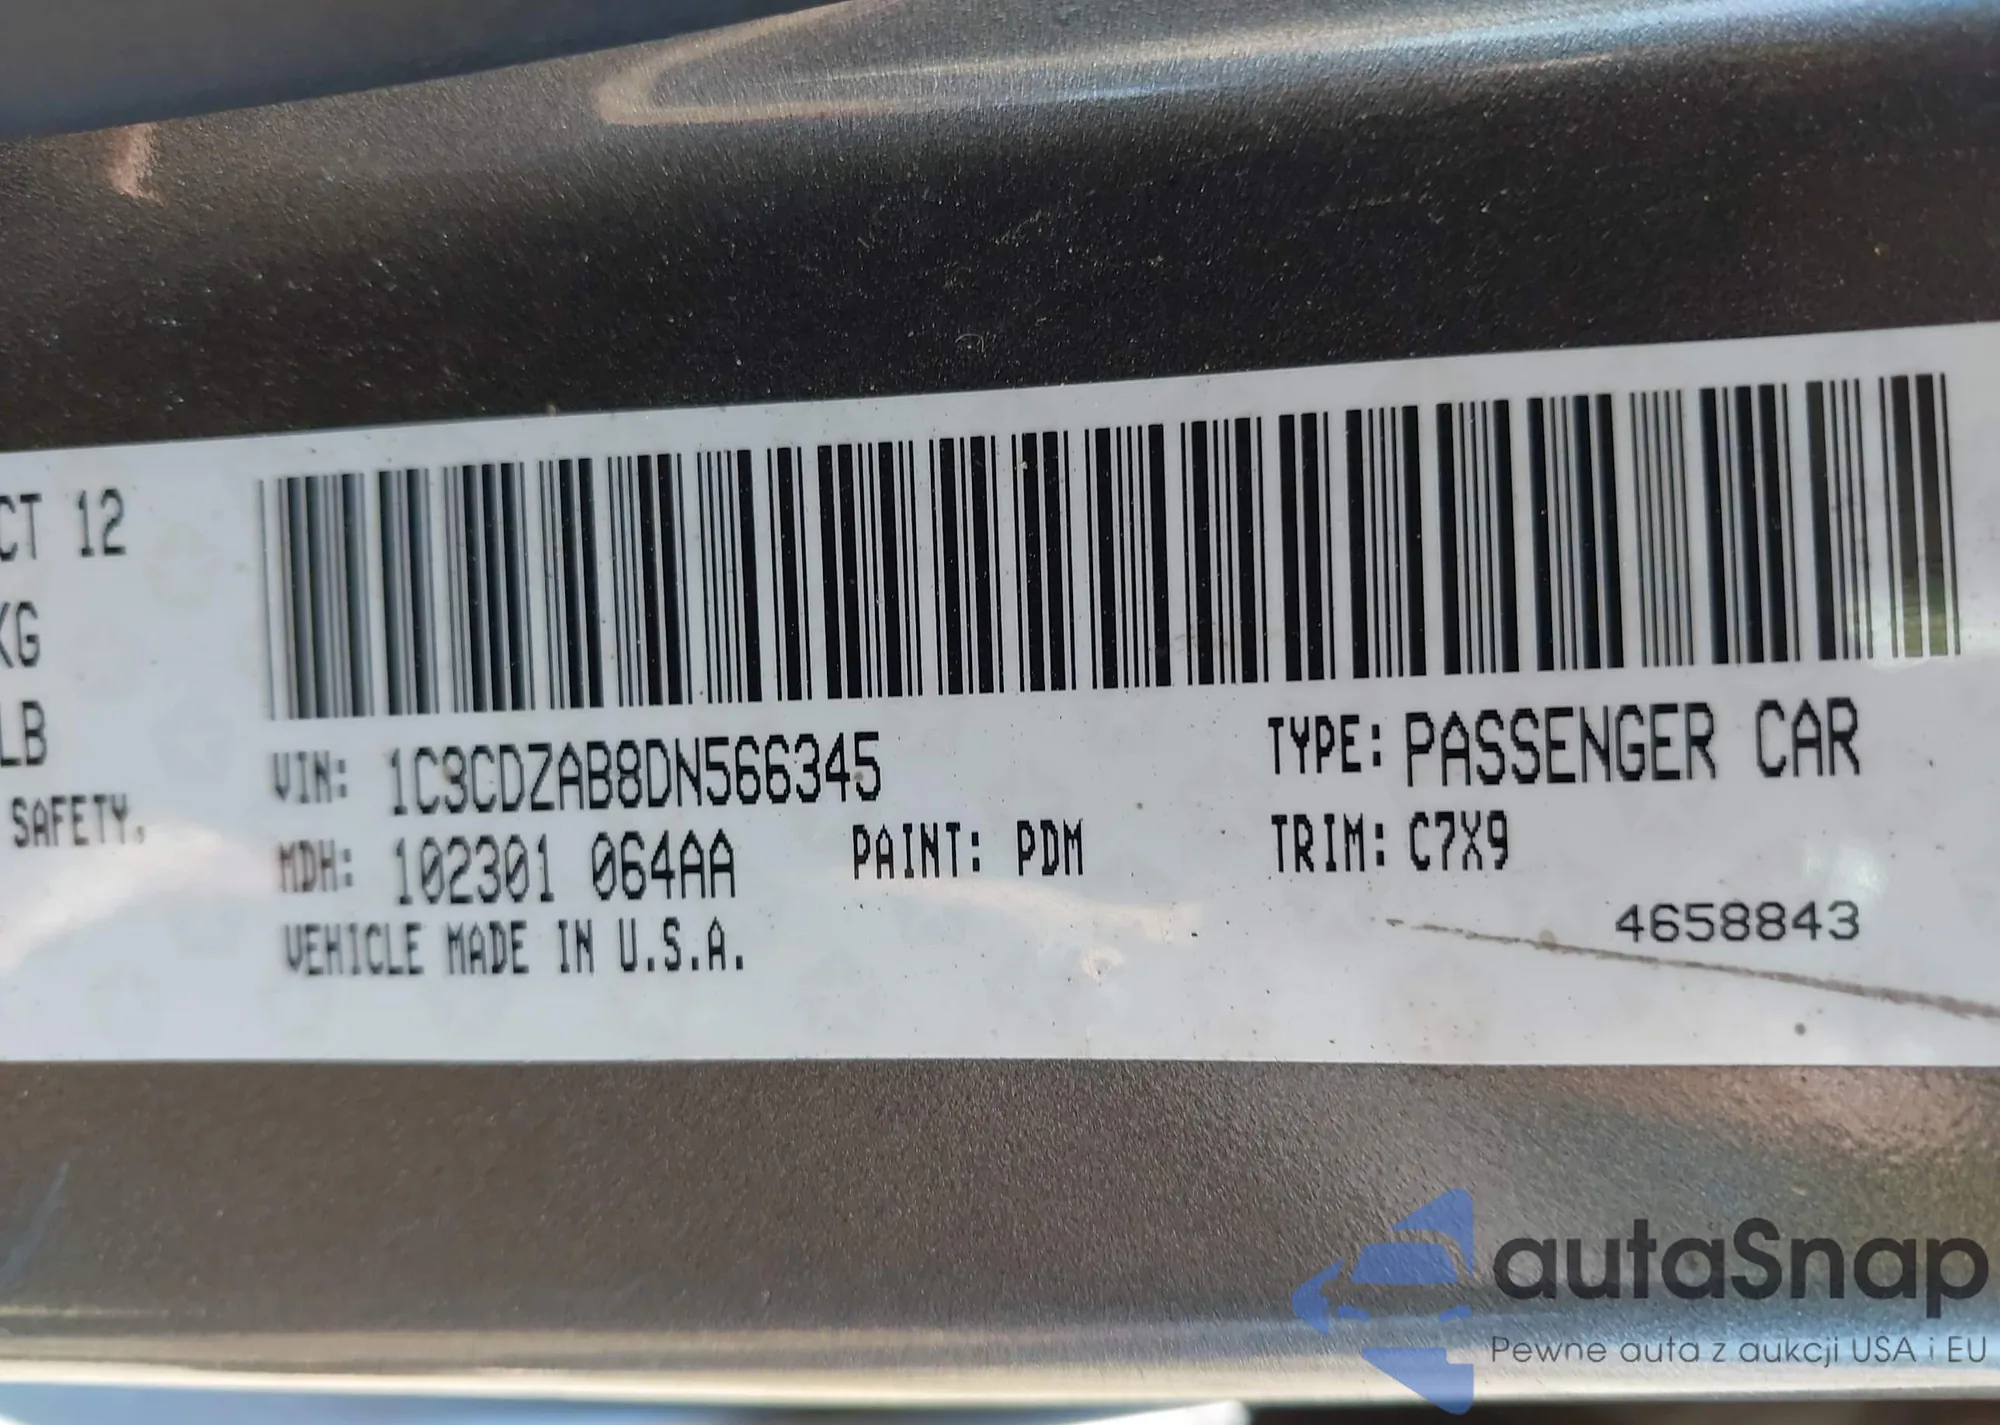 CT 12
KG
LB
SAFETY.
VIN: 1C3CDZAB8DN566345
TYPE: PASSENGER CAR
MDH: 102301 064AA
PAINT: PDM
TRIM: C7X9
VEHICLE MADE IN U.S.A.
4658843
autaSnap
Pewne auta z aukcji USA i EU